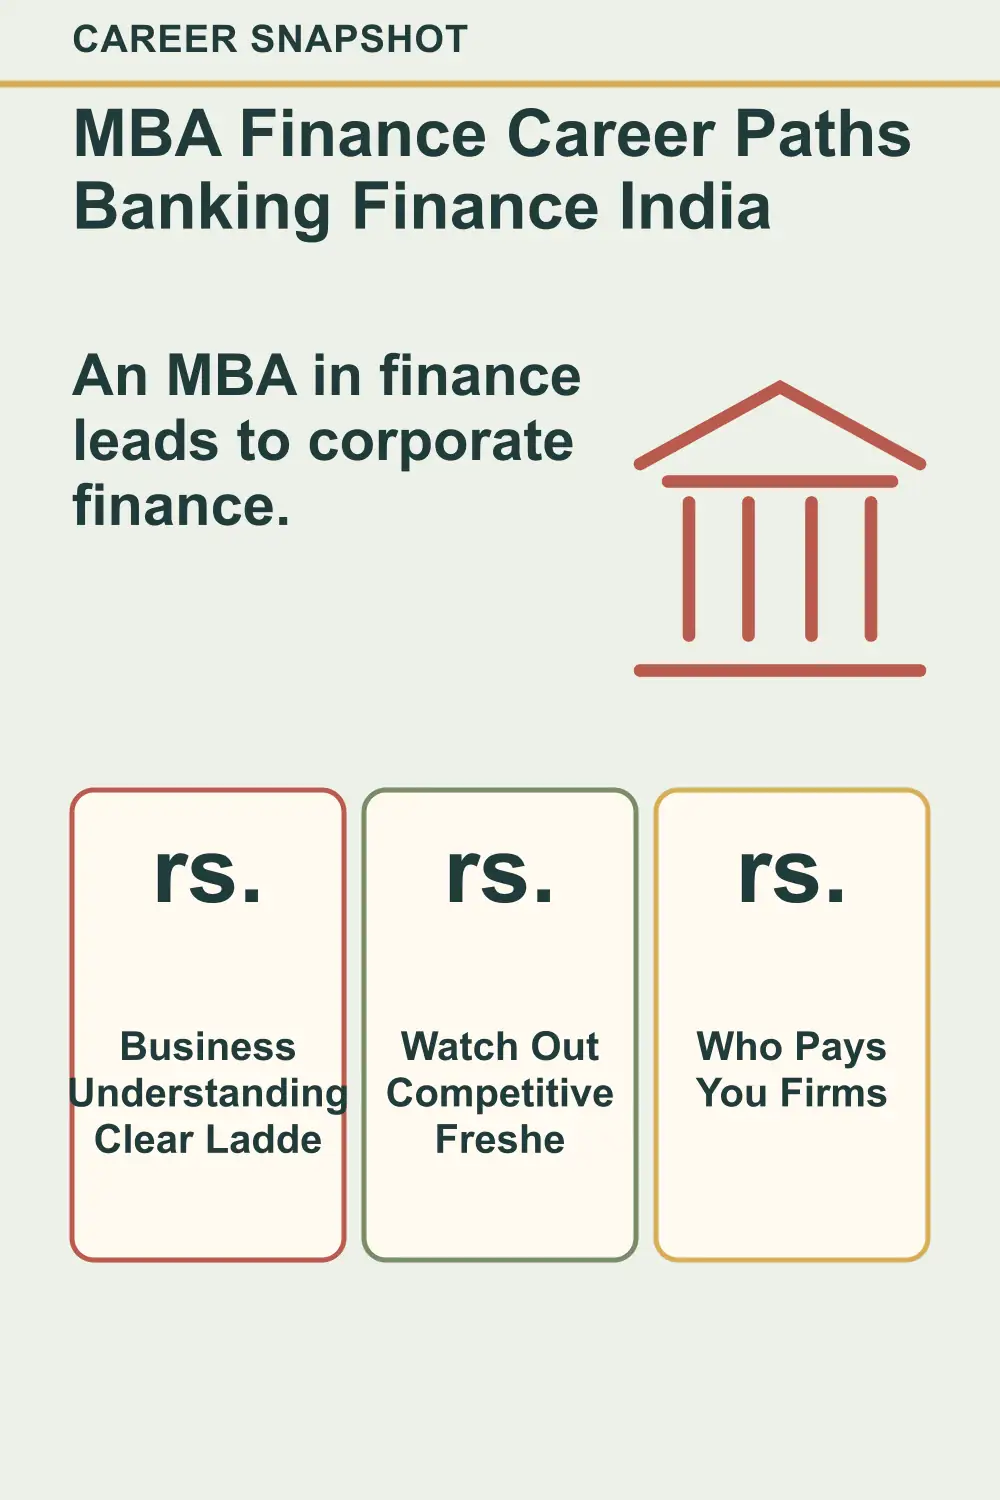 CAREER SNAPSHOT
MBA Finance Career Paths
Banking Finance India
An MBA in finance
leads to corporate
finance.
rs.
Business
Understanding
Clear Ladde
rs.
Watch Out
Competitive
Freshe
rs.
Who Pays
You Firms